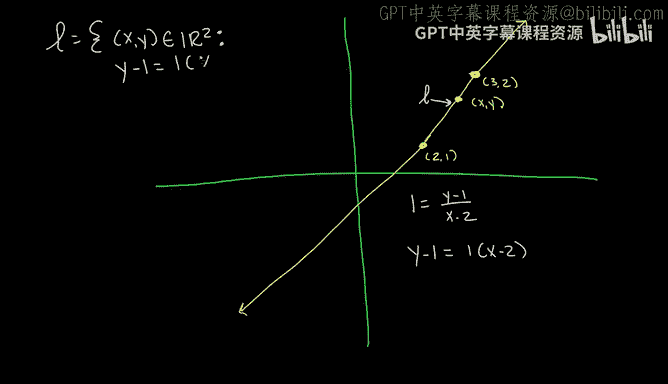 GPT中英字幕课程资源@bilibili
GPT中英字幕课程资源 bilibili
l = { (x,y) ∈ ℝ²:
y-1 = 1(
(3,2)
l → (x,y)
(2,1)
1 = \frac{y-1}{x-2}
y-1 = 1(x-2)